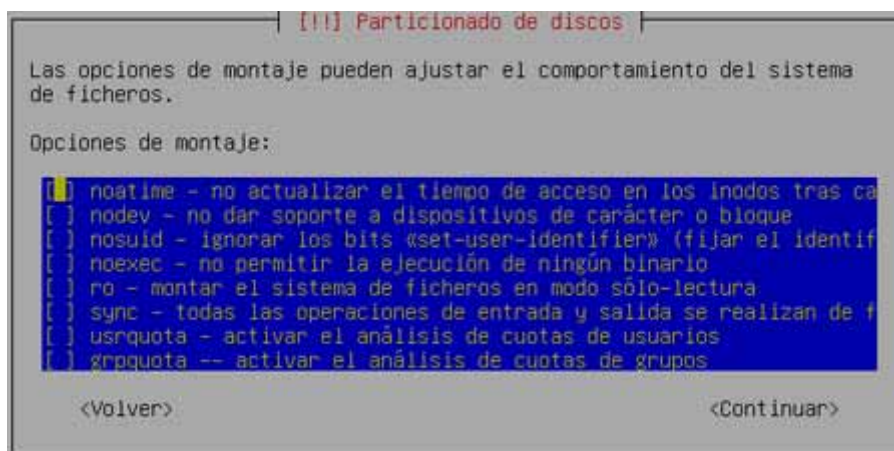 [!!] Particionado de discos
Las opciones de montaje pueden ajustar el comportamiento del sistema
de ficheros.
Opciones de montaje:
[ ] noatime – no actualizar el tiempo de acceso en los inodos tras ca
[ ] nodev – no dar soporte a dispositivos de carácter o bloque
[ ] nosuid – ignorar los bits «set-user-identifier» (fijar el identif
[ ] noexec – no permitir la ejecución de ningún binario
[ ] ro – montar el sistema de ficheros en modo sólo-lectura
[ ] sync – todas las operaciones de entrada y salida se realizan de f
[ ] usrquota – activar el análisis de cuotas de usuarios
[ ] grpquota -- activar el análisis de cuotas de grupos
<Volver> <Continuar>